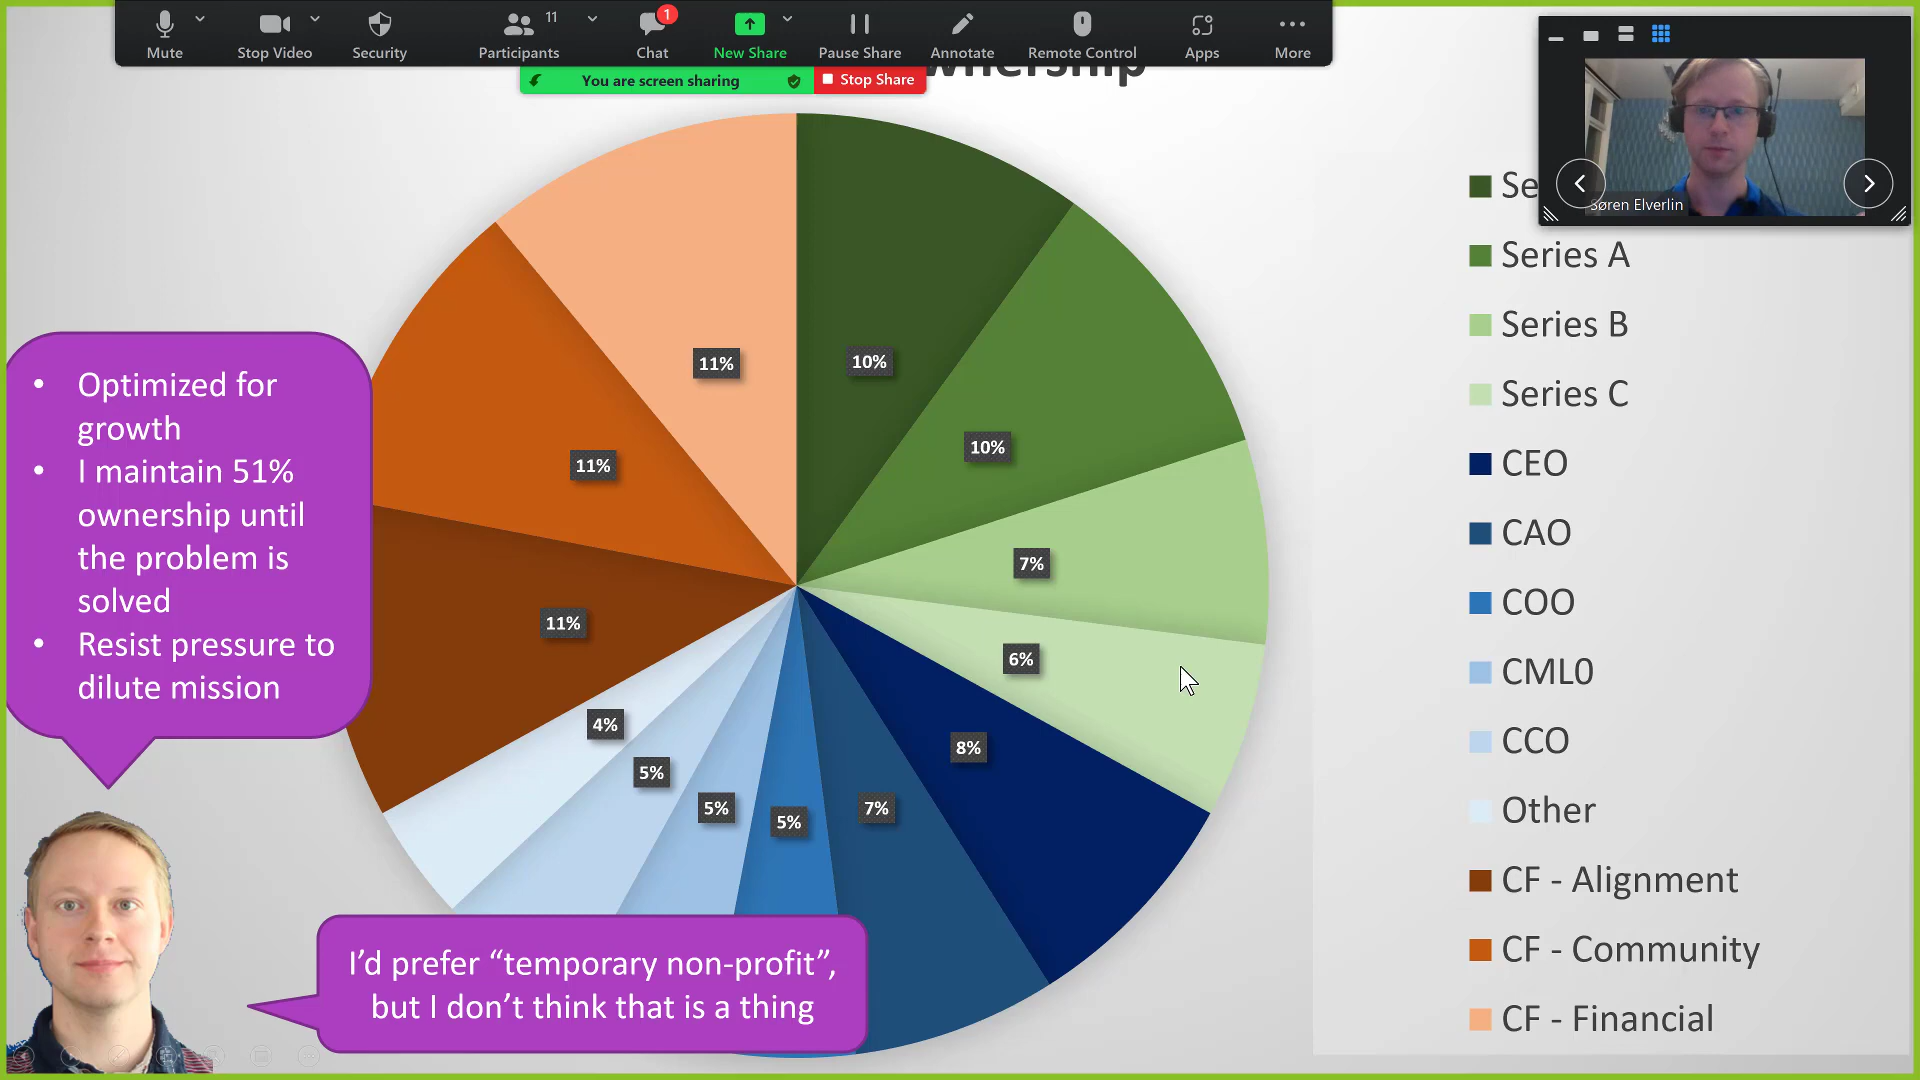 Mute
Stop Video
Security
Participants
11
Chat
1
New Share
Pause Share
Annotate
Remote Control
Apps
More
You are screen sharing
Stop Share
Søren Elverlin
11%
10%
10%
11%
7%
11%
6%
4%
8%
5%
5%
5%
7%
• Optimized for
growth
• I maintain 51%
ownership until
the problem is
solved
• Resist pressure to
dilute mission
I’d prefer “temporary non-profit”,
but I don’t think that is a thing
Series A
Series B
Series C
CEO
CAO
COO
CML0
CCO
Other
CF - Alignment
CF - Community
CF - Financial